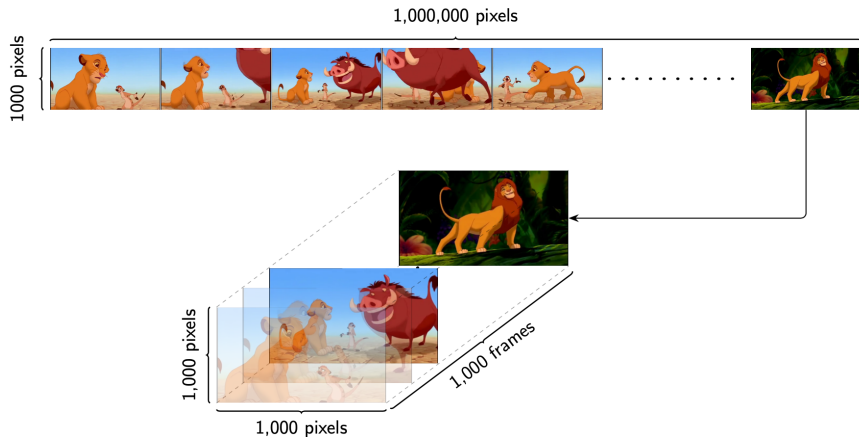 1,000,000 pixels
1000 pixels
1,000 pixels
1,000 frames
1,000 pixels